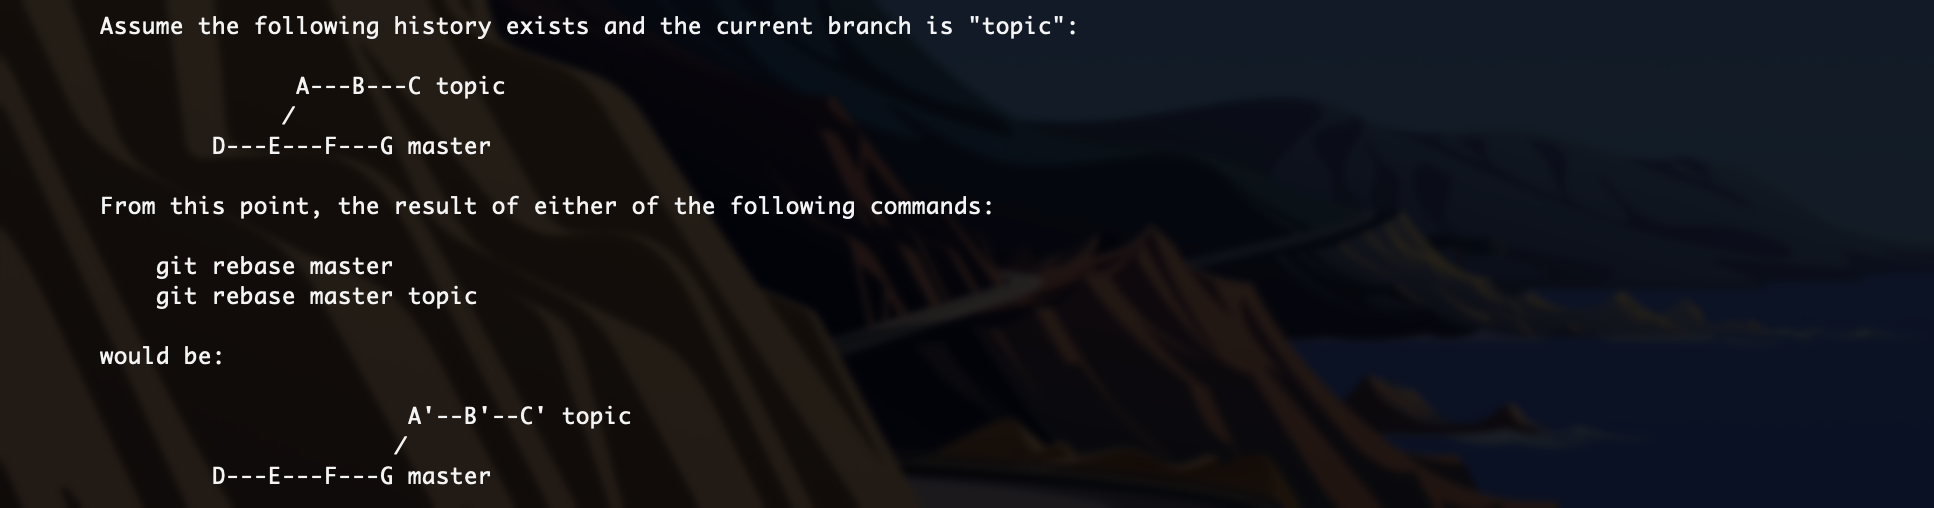 Assume the following history exists and the current branch is "topic":
A---B---C topic
/
D---E---F---G master
From this point, the result of either of the following commands:
git rebase master
git rebase master topic
would be:
A'--B'--C' topic
/
D---E---F---G master